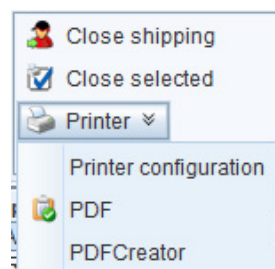 Close shipping
Close selected
Printer
Printer configuration
PDF
PDFCreator